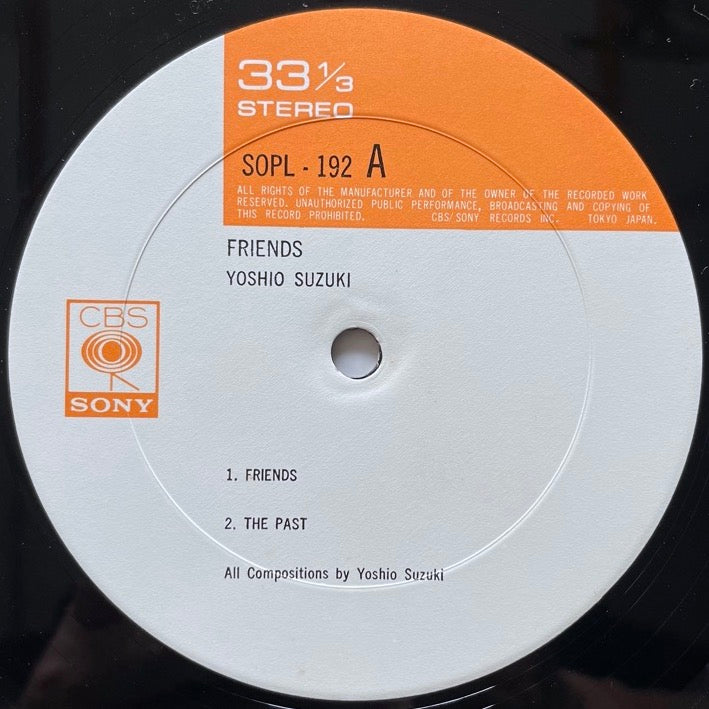 33 1/3
STEREO
SOPL - 192 A
ALL RIGHTS OF THE MANUFACTURER AND OF THE OWNER OF THE RECORDED WORK
RESERVED. UNAUTHORIZED PUBLIC PERFORMANCE, BROADCASTING AND COPYING OF
THIS RECORD PROHIBITED. CBS/SONY RECORDS INC. TOKYO JAPAN.
FRIENDS
YOSHIO SUZUKI
CBS
SONY
1. FRIENDS
2. THE PAST
All Compositions by Yoshio Suzuki